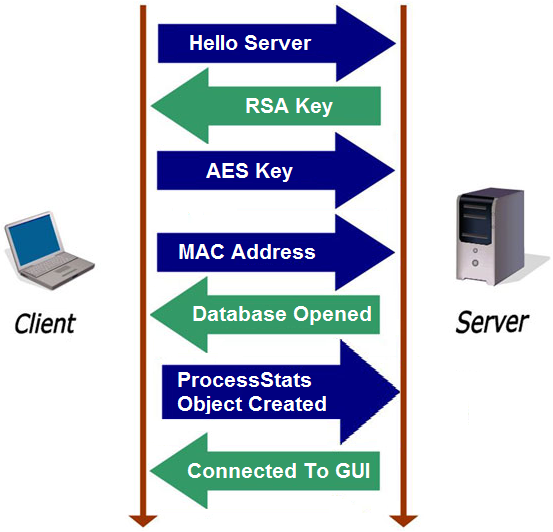 Hello Server
RSA Key
AES Key
MAC Address
Database Opened
ProcessStats
Object Created
Connected To GUI
Client
Server